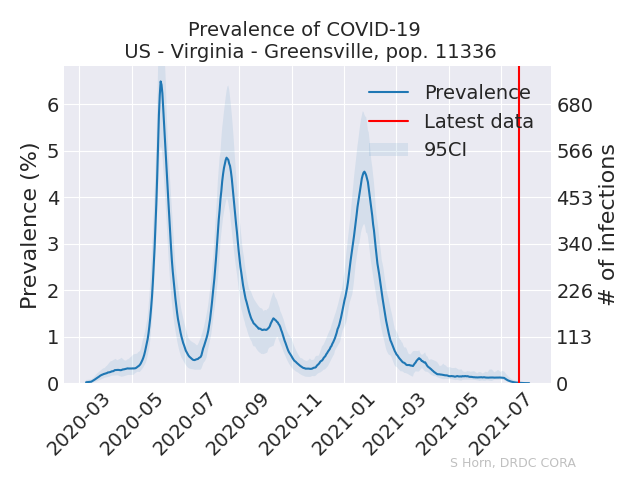 Prevalence of COVID-19
US - Virginia - Greensville, pop. 11336
Prevalence
Latest data
95CI
Prevalence (%)
6
5
4
3
2
1
0
# of infections
680
566
453
340
226
113
0
2020-03
2020-05
2020-07
2020-09
2020-11
2021-01
2021-03
2021-05
2021-07
S Horn, DRDC CORA